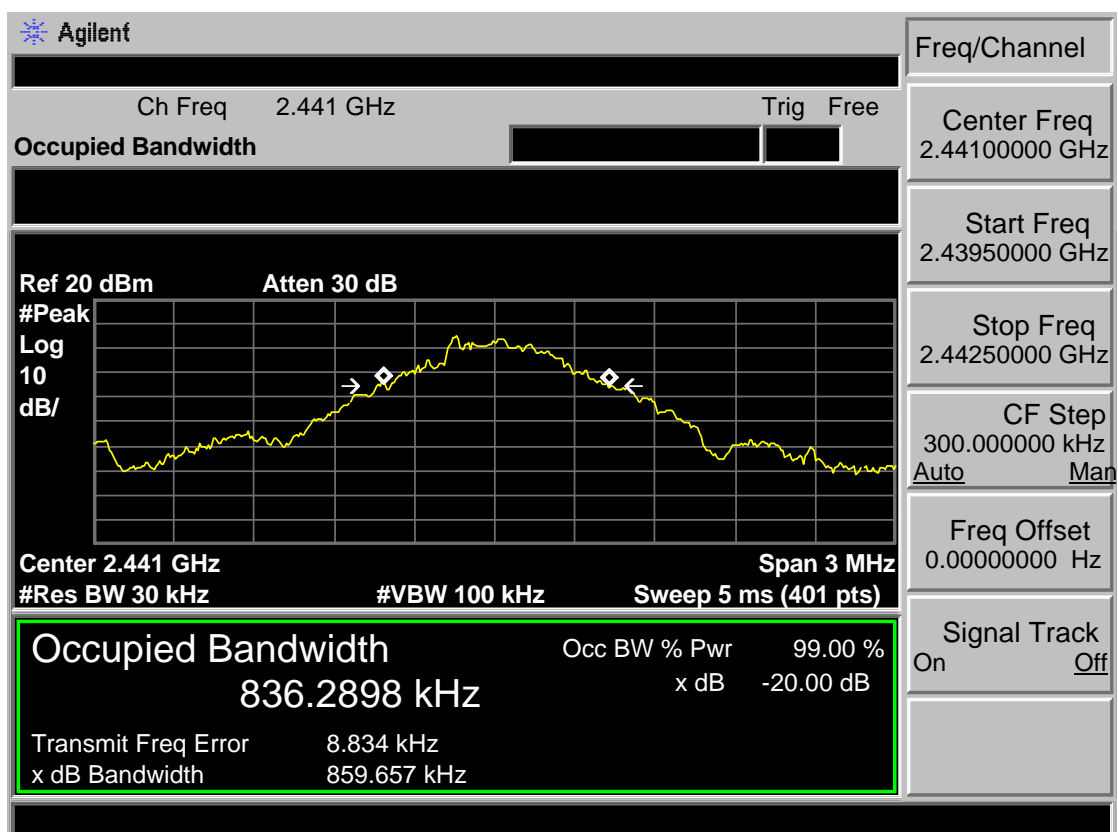 Agilent
Freq/Channel
Ch Freq 2.441 GHz Trig Free
Occupied Bandwidth
Center Freq
2.44100000 GHz
Start Freq
2.43950000 GHz
Stop Freq
2.44250000 GHz
CF Step
300.000000 kHz
Auto Man
Freq Offset
0.00000000 Hz
Signal Track
On Off
Ref 20 dBm Atten 30 dB
#Peak
Log
10
dB/
Center 2.441 GHz Span 3 MHz
#Res BW 30 kHz #VBW 100 kHz Sweep 5 ms (401 pts)
Occupied Bandwidth Occ BW % Pwr 99.00 %
836.2898 kHz x dB -20.00 dB
Transmit Freq Error 8.834 kHz
x dB Bandwidth 859.657 kHz